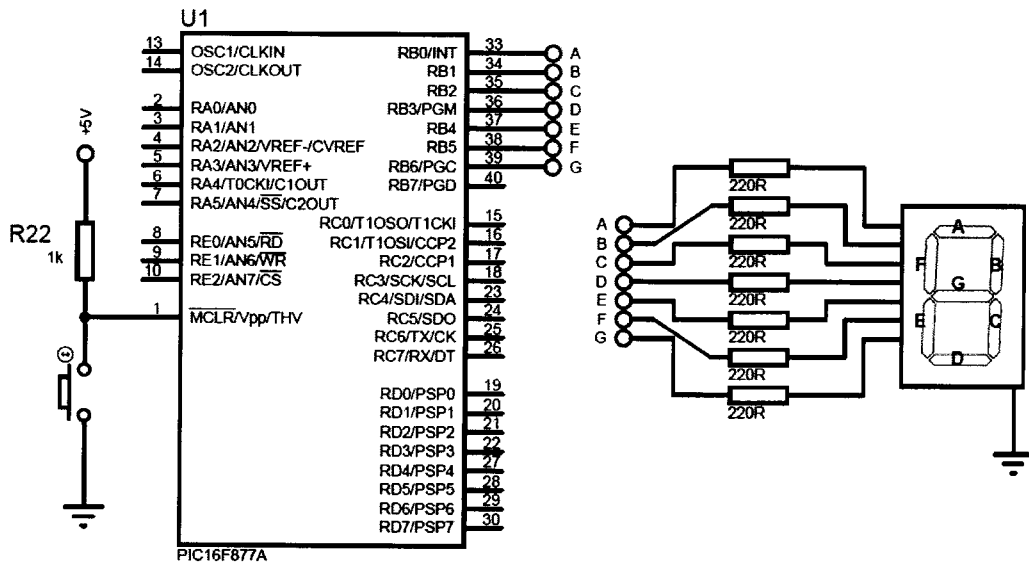 U1
13 OSC1/CLKIN
14 OSC2/CLKOUT
2 RA0/AN0
3 RA1/AN1
4 RA2/AN2/VREF-/CVREF
5 RA3/AN3/VREF+
6 RA4/T0CKI/C1OUT
7 RA5/AN4/SS/C2OUT
8 RE0/AN5/RD
9 RE1/AN6/WR
10 RE2/AN7/CS
1 MCLR/Vpp/THV
RB0/INT 33 A
RB1 34 B
RB2 35 C
RB3/PGM 36 D
RB4 37 E
RB5 38 F
RB6/PGC 39 G
RB7/PGD 40
RC0/T1OSO/T1CKI 15
RC1/T1OSI/CCP2 16
RC2/CCP1 17
RC3/SCK/SCL 18
RC4/SDI/SDA 23
RC5/SDO 24
RC6/TX/CK 25
RC7/RX/DT 26
RD0/PSP0 19
RD1/PSP1 20
RD2/PSP2 21
RD3/PSP3 22
RD4/PSP4 27
RD5/PSP5 28
RD6/PSP6 29
RD7/PSP7 30
PIC16F877A
+5V
R22
1k
A
B
C
D
E
F
G
220R
220R
220R
220R
220R
220R
220R
A
F B
G
E C
D